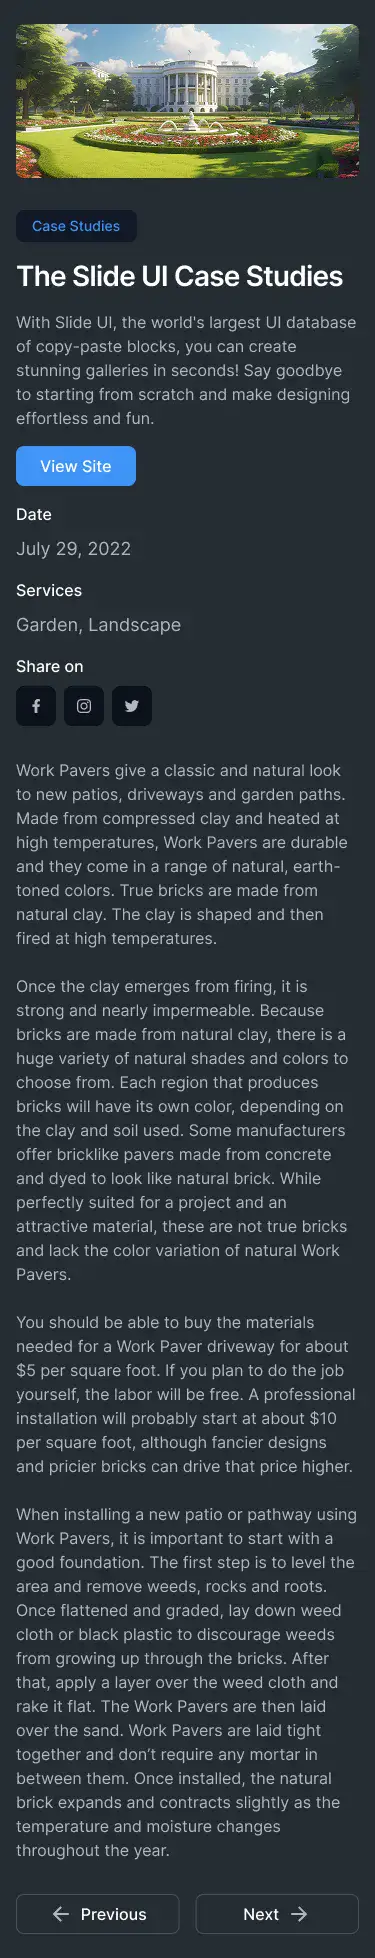 Case Studies
The Slide UI Case Studies
With Slide UI, the world's largest UI database
of copy-paste blocks, you can create
stunning galleries in seconds! Say goodbye
to starting from scratch and make designing
effortless and fun.
View Site
Date
July 29, 2022
Services
Garden, Landscape
Share on
Work Pavers give a classic and natural look
to new patios, driveways and garden paths.
Made from compressed clay and heated at
high temperatures, Work Pavers are durable
and they come in a range of natural, earth-
toned colors. True bricks are made from
natural clay. The clay is shaped and then
fired at high temperatures.
Once the clay emerges from firing, it is
strong and nearly impermeable. Because
bricks are made from natural clay, there is a
huge variety of natural shades and colors to
choose from. Each region that produces
bricks will have its own color, depending on
the clay and soil used. Some manufacturers
offer bricklike pavers made from concrete
and dyed to look like natural brick. While
perfectly suited for a project and an
attractive material, these are not true bricks
and lack the color variation of natural Work
Pavers.
You should be able to buy the materials
needed for a Work Paver driveway for about
$5 per square foot. If you plan to do the job
yourself, the labor will be free. A professional
installation will probably start at about $10
per square foot, although fancier designs
and pricier bricks can drive that price higher.
When installing a new patio or pathway using
Work Pavers, it is important to start with a
good foundation. The first step is to level the
area and remove weeds, rocks and roots.
Once flattened and graded, lay down weed
cloth or black plastic to discourage weeds
from growing up through the bricks. After
that, apply a layer over the weed cloth and
rake it flat. The Work Pavers are then laid
over the sand. Work Pavers are laid tight
together and don’t require any mortar in
between them. Once installed, the natural
brick expands and contracts slightly as the
temperature and moisture changes
throughout the year.
Previous
Next